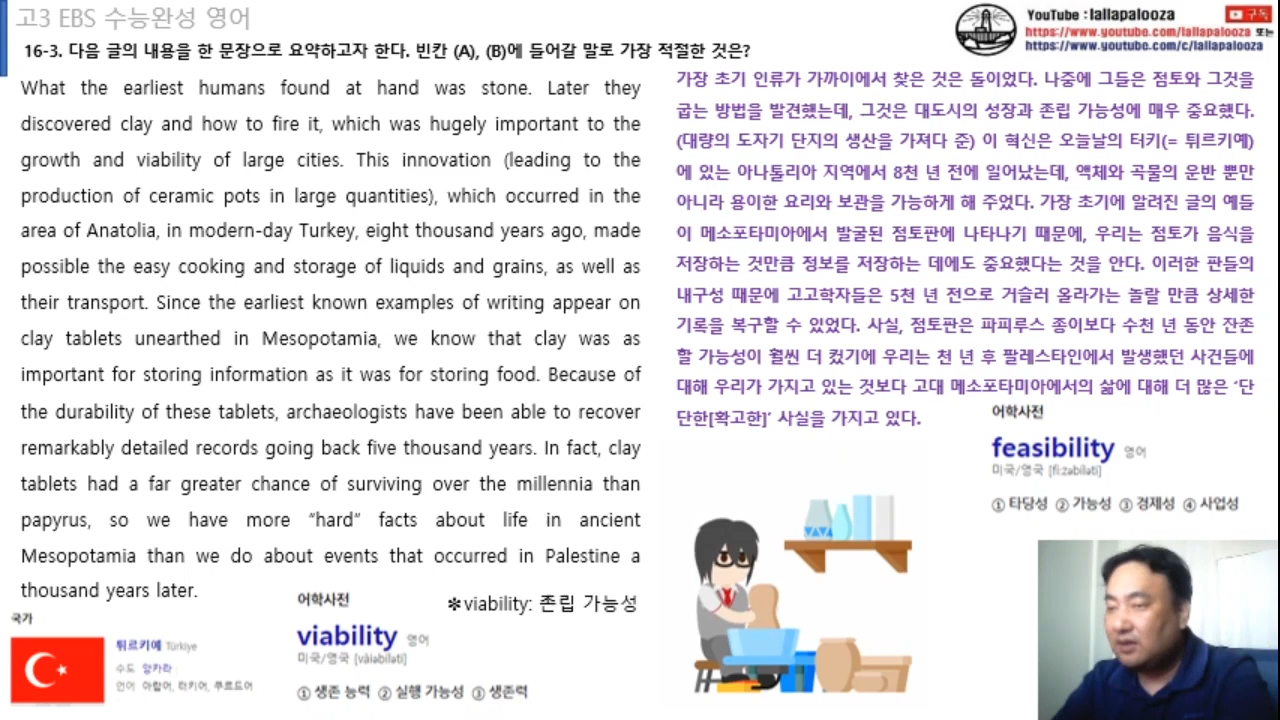 고3 EBS 수능완성 영어
YouTube : lallapalooza
구독
https://www.youtube.com/lallapalooza 또는
https://www.youtube.com/c/lallapalooza
16-3. 다음 글의 내용을 한 문장으로 요약하고자 한다. 빈칸 (A), (B)에 들어갈 말로 가장 적절한 것은?
What the earliest humans found at hand was stone. Later they
discovered clay and how to fire it, which was hugely important to the
growth and viability of large cities. This innovation (leading to the
production of ceramic pots in large quantities), which occurred in the
area of Anatolia, in modern-day Turkey, eight thousand years ago, made
possible the easy cooking and storage of liquids and grains, as well as
their transport. Since the earliest known examples of writing appear on
clay tablets unearthed in Mesopotamia, we know that clay was as
important for storing information as it was for storing food. Because of
the durability of these tablets, archaeologists have been able to recover
remarkably detailed records going back five thousand years. In fact, clay
tablets had a far greater chance of surviving over the millennia than
papyrus, so we have more “hard” facts about life in ancient
Mesopotamia than we do about events that occurred in Palestine a
thousand years later.
✻viability: 존립 가능성
가장 초기 인류가 가까이에서 찾은 것은 돌이었다. 나중에 그들은 점토와 그것을
굽는 방법을 발견했는데, 그것은 대도시의 성장과 존립 가능성에 매우 중요했다.
(대량의 도자기 단지의 생산을 가져다 준) 이 혁신은 오늘날의 터키(= 튀르키예)
에 있는 아나톨리아 지역에서 8천 년 전에 일어났는데, 액체와 곡물의 운반 뿐만
아니라 용이한 요리와 보관을 가능하게 해 주었다. 가장 초기에 알려진 글의 예들
이 메소포타미아에서 발굴된 점토판에 나타나기 때문에, 우리는 점토가 음식을
저장하는 것만큼 정보를 저장하는 데에도 중요했다는 것을 안다. 이러한 판들의
내구성 때문에 고고학자들은 5천 년 전으로 거슬러 올라가는 놀랄 만큼 상세한
기록을 복구할 수 있었다. 사실, 점토판은 파피루스 종이보다 수천 년 동안 잔존
할 가능성이 훨씬 더 컸기에 우리는 천 년 후 팔레스타인에서 발생했던 사건들에
대해 우리가 가지고 있는 것보다 고대 메소포타미아에서의 삶에 대해 더 많은 ‘단
단한[확고한]’ 사실을 가지고 있다.
어학사전
feasibility 영어
미국/영국 [fi:zəbíləti]
① 타당성 ② 가능성 ③ 경제성 ④ 사업성
국가
튀르키예 Türkiye
수도 앙카라
언어 아랍어, 터키어, 쿠르드어
어학사전
viability 영어
미국/영국 [vàiəbíləti]
① 생존 능력 ② 실행 가능성 ③ 생존력